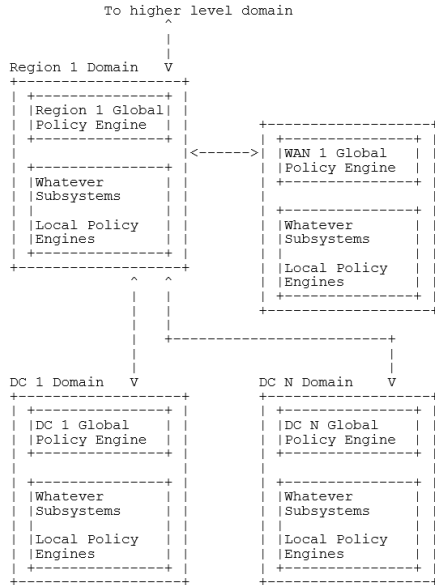 To higher level domain
Region 1 Domain V
Region 1 Global
Policy Engine
Whatever
Subsystems
Local Policy
Engines
WAN 1 Global
Policy Engine
Whatever
Subsystems
Local Policy
Engines
DC 1 Domain V
DC 1 Global
Policy Engine
Whatever
Subsystems
Local Policy
Engines
DC N Domain V
DC N Global
Policy Engine
Whatever
Subsystems
Local Policy
Engines